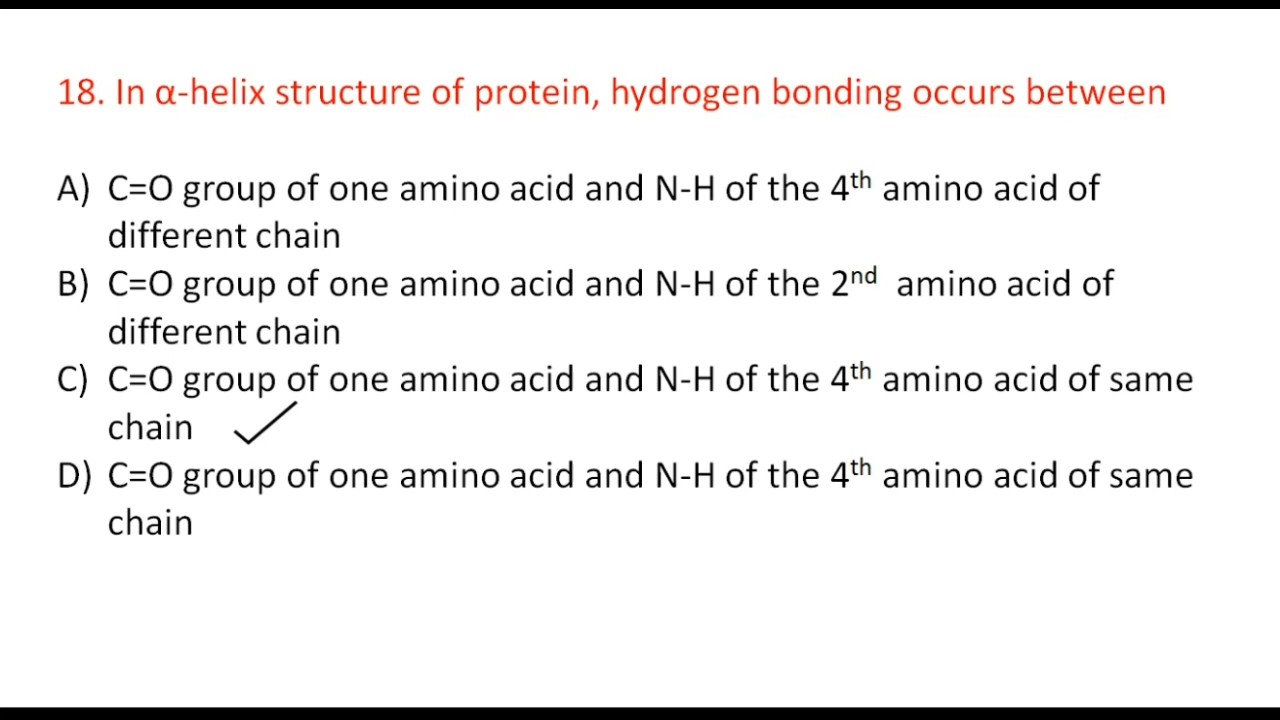 18. In α-helix structure of protein, hydrogen bonding occurs between
A) C=O group of one amino acid and N-H of the 4th amino acid of
different chain
B) C=O group of one amino acid and N-H of the 2nd amino acid of
different chain
C) C=O group of one amino acid and N-H of the 4th amino acid of same
chain
D) C=O group of one amino acid and N-H of the 4th amino acid of same
chain